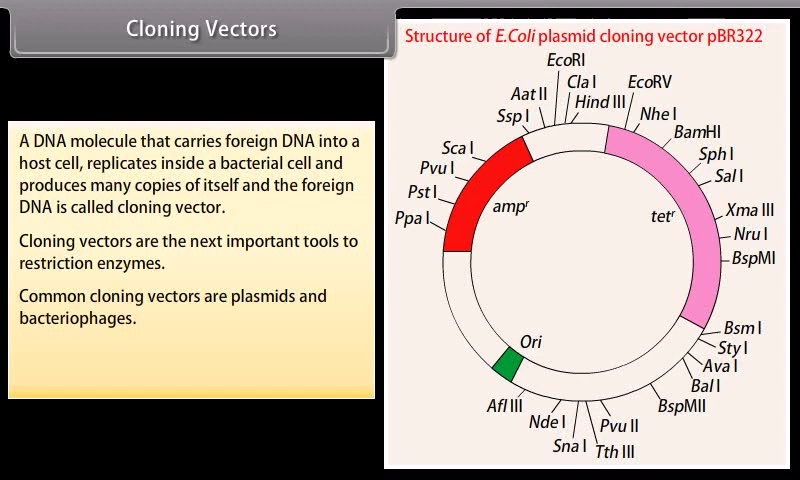 Cloning Vectors
A DNA molecule that carries foreign DNA into a
host cell, replicates inside a bacterial cell and
produces many copies of itself and the foreign
DNA is called cloning vector.
Cloning vectors are the next important tools to
restriction enzymes.
Common cloning vectors are plasmids and
bacteriophages.
Structure of E.Coli plasmid cloning vector pBR322
EcoRI
Cla I
Hind III
EcoRV
Aat II
Ssp I
Nhe I
BamHI
Sph I
Sal I
Sca I
Pvu I
Pst I
Ppa I
ampʳ
tetʳ
Xma III
Nru I
BspMI
Bsm I
Sty I
Ava I
Bal I
BspMII
Ori
Afl III
Nde I
Sna I
Tth III
Pvu II